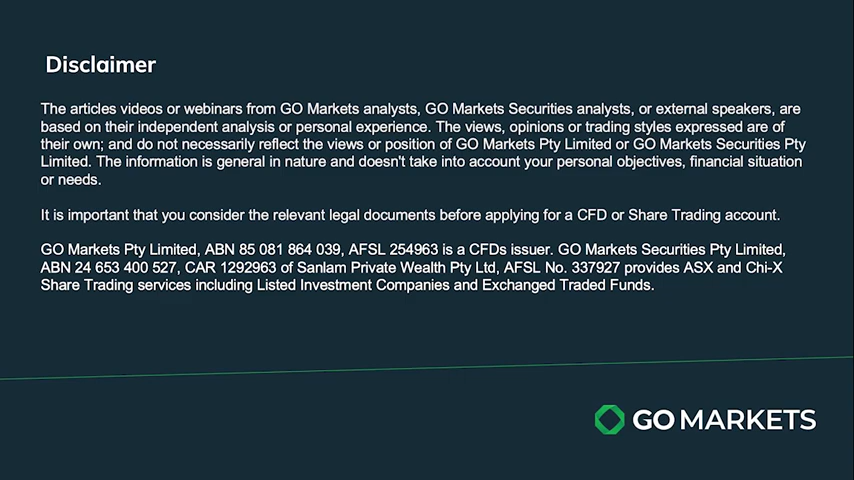 Disclaimer
The articles videos or webinars from GO Markets analysts, GO Markets Securities analysts, or external speakers, are
based on their independent analysis or personal experience. The views, opinions or trading styles expressed are of
their own; and do not necessarily reflect the views or position of GO Markets Pty Limited or GO Markets Securities Pty
Limited. The information is general in nature and doesn't take into account your personal objectives, financial situation
or needs.
It is important that you consider the relevant legal documents before applying for a CFD or Share Trading account.
GO Markets Pty Limited, ABN 85 081 864 039, AFSL 254963 is a CFDs issuer. GO Markets Securities Pty Limited,
ABN 24 653 400 527, CAR 1292963 of Sanlam Private Wealth Pty Ltd, AFSL No. 337927 provides ASX and Chi-X
Share Trading services including Listed Investment Companies and Exchanged Traded Funds.
GO MARKETS